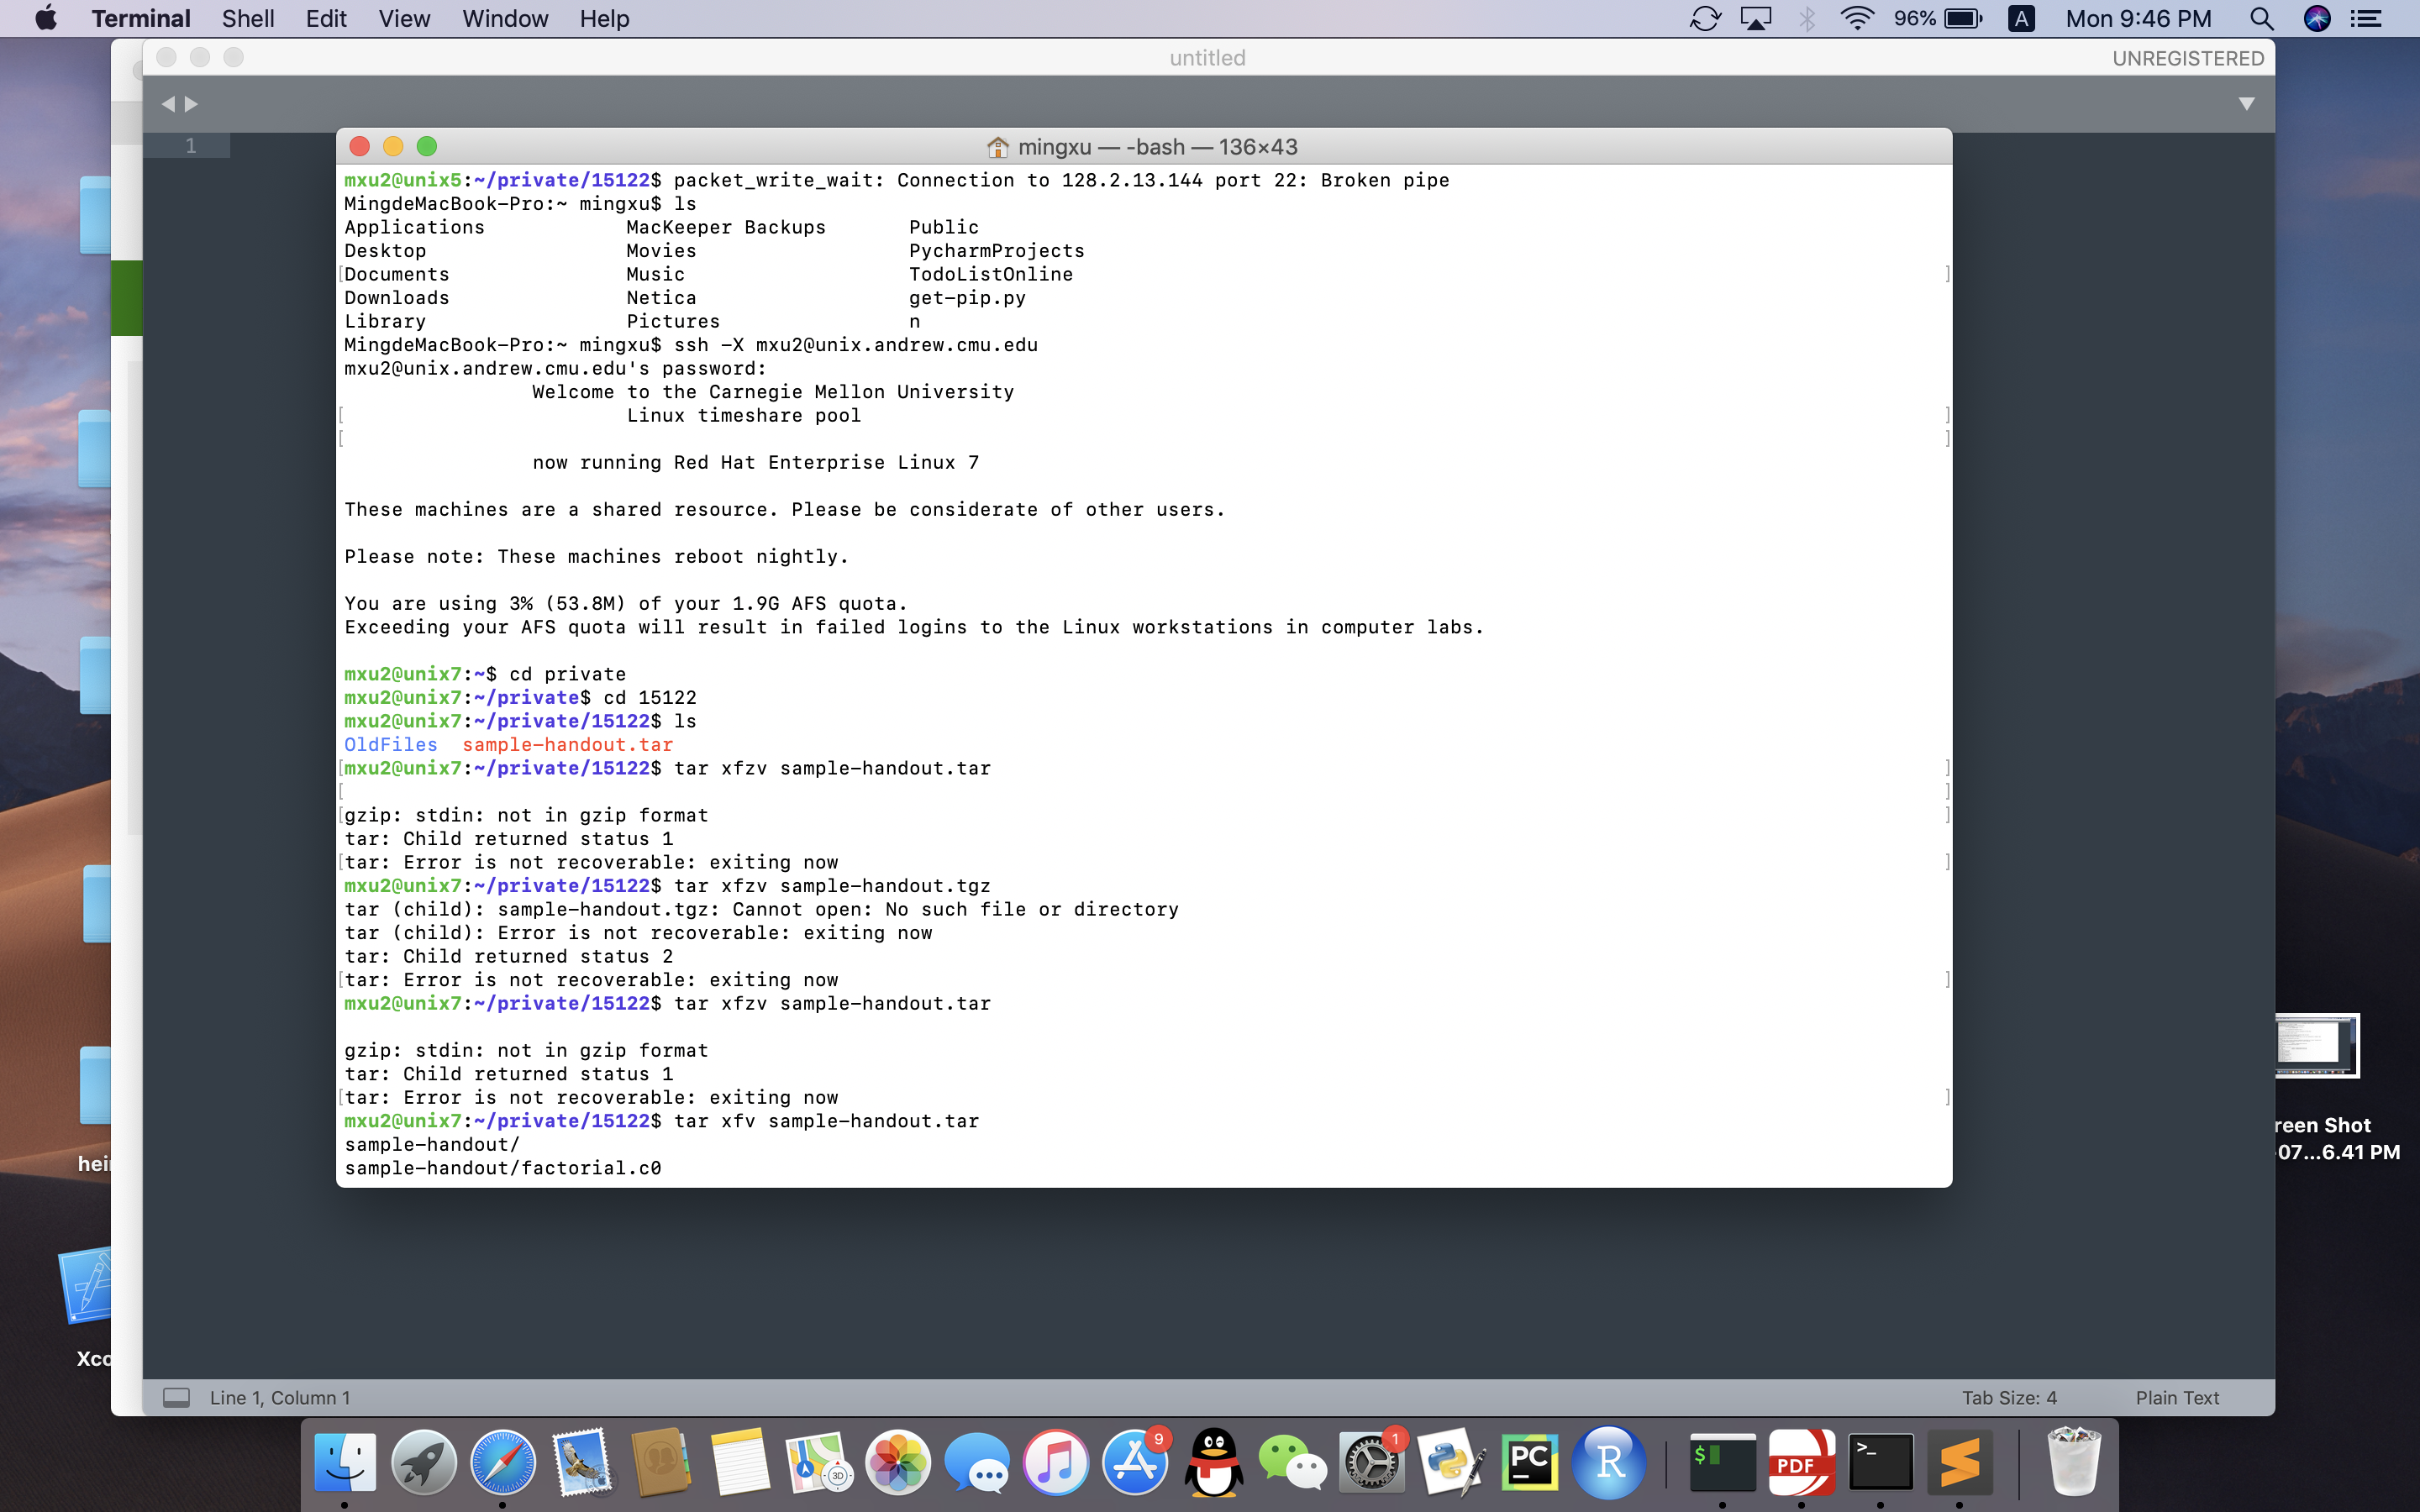 Terminal Shell Edit View Window Help 96% A Mon 9:46 PM
untitled UNREGISTERED
1
mingxu — -bash — 136×43
mxu2@unix5:~/private/15122$ packet_write_wait: Connection to 128.2.13.144 port 22: Broken pipe
MingdeMacBook-Pro:~ mingxu$ ls
Applications MacKeeper Backups Public
Desktop Movies PycharmProjects
[Documents Music TodoListOnline ]
Downloads Netica get-pip.py
Library Pictures n
MingdeMacBook-Pro:~ mingxu$ ssh -X mxu2@unix.andrew.cmu.edu
mxu2@unix.andrew.cmu.edu's password:
Welcome to the Carnegie Mellon University
[ Linux timeshare pool ]
[ ]
now running Red Hat Enterprise Linux 7
These machines are a shared resource. Please be considerate of other users.
Please note: These machines reboot nightly.
You are using 3% (53.8M) of your 1.9G AFS quota.
Exceeding your AFS quota will result in failed logins to the Linux workstations in computer labs.
mxu2@unix7:~$ cd private
mxu2@unix7:~/private$ cd 15122
mxu2@unix7:~/private/15122$ ls
OldFiles sample-handout.tar
[mxu2@unix7:~/private/15122$ tar xfzv sample-handout.tar ]
[ ]
[gzip: stdin: not in gzip format ]
tar: Child returned status 1
[tar: Error is not recoverable: exiting now ]
mxu2@unix7:~/private/15122$ tar xfzv sample-handout.tgz
tar (child): sample-handout.tgz: Cannot open: No such file or directory
tar (child): Error is not recoverable: exiting now
tar: Child returned status 2
[tar: Error is not recoverable: exiting now ]
mxu2@unix7:~/private/15122$ tar xfzv sample-handout.tar
gzip: stdin: not in gzip format
tar: Child returned status 1
[tar: Error is not recoverable: exiting now ]
mxu2@unix7:~/private/15122$ tar xfv sample-handout.tar
sample-handout/
sample-handout/factorial.c0
reen Shot
-07...6.41 PM
hei
Xco
Line 1, Column 1 Tab Size: 4 Plain Text
9
1
3D
PC
R
$
PDF
>_